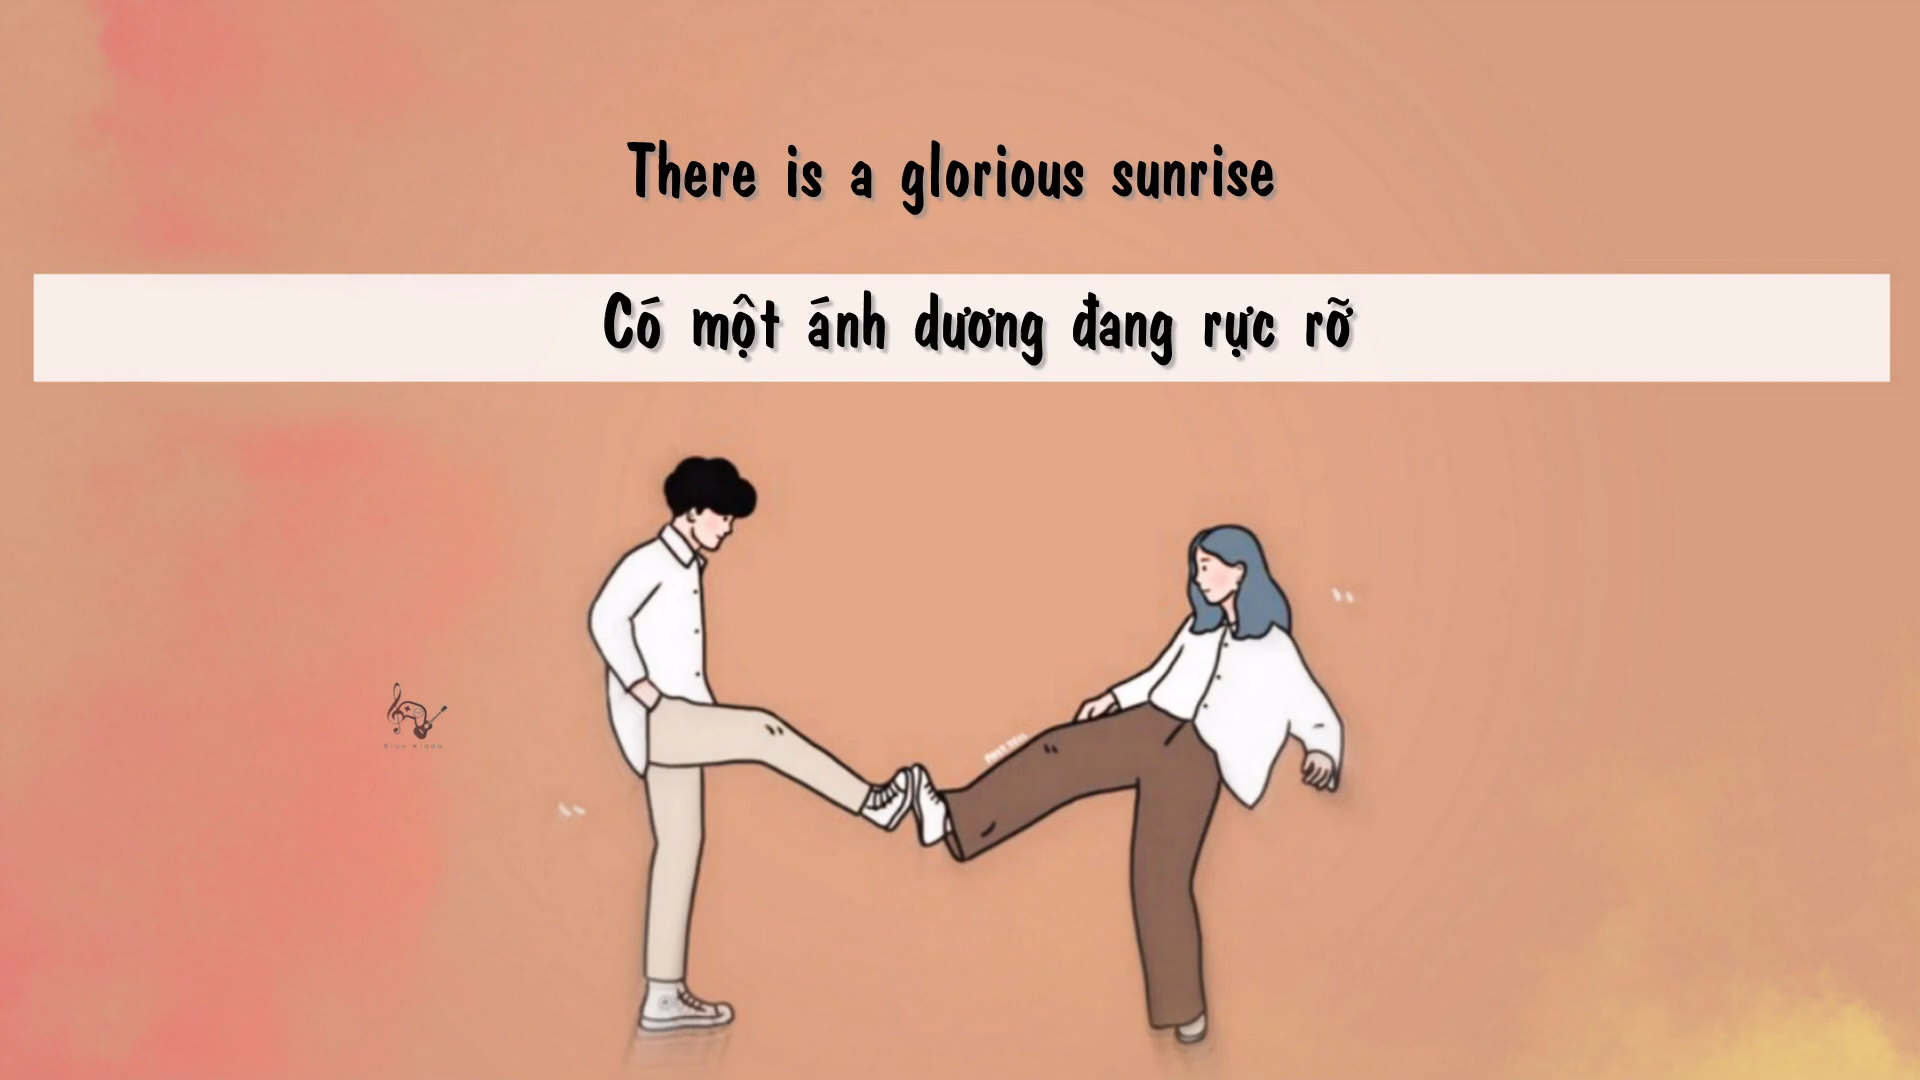 There is a glorious sunrise
Có một ánh dương đang rực rỡ